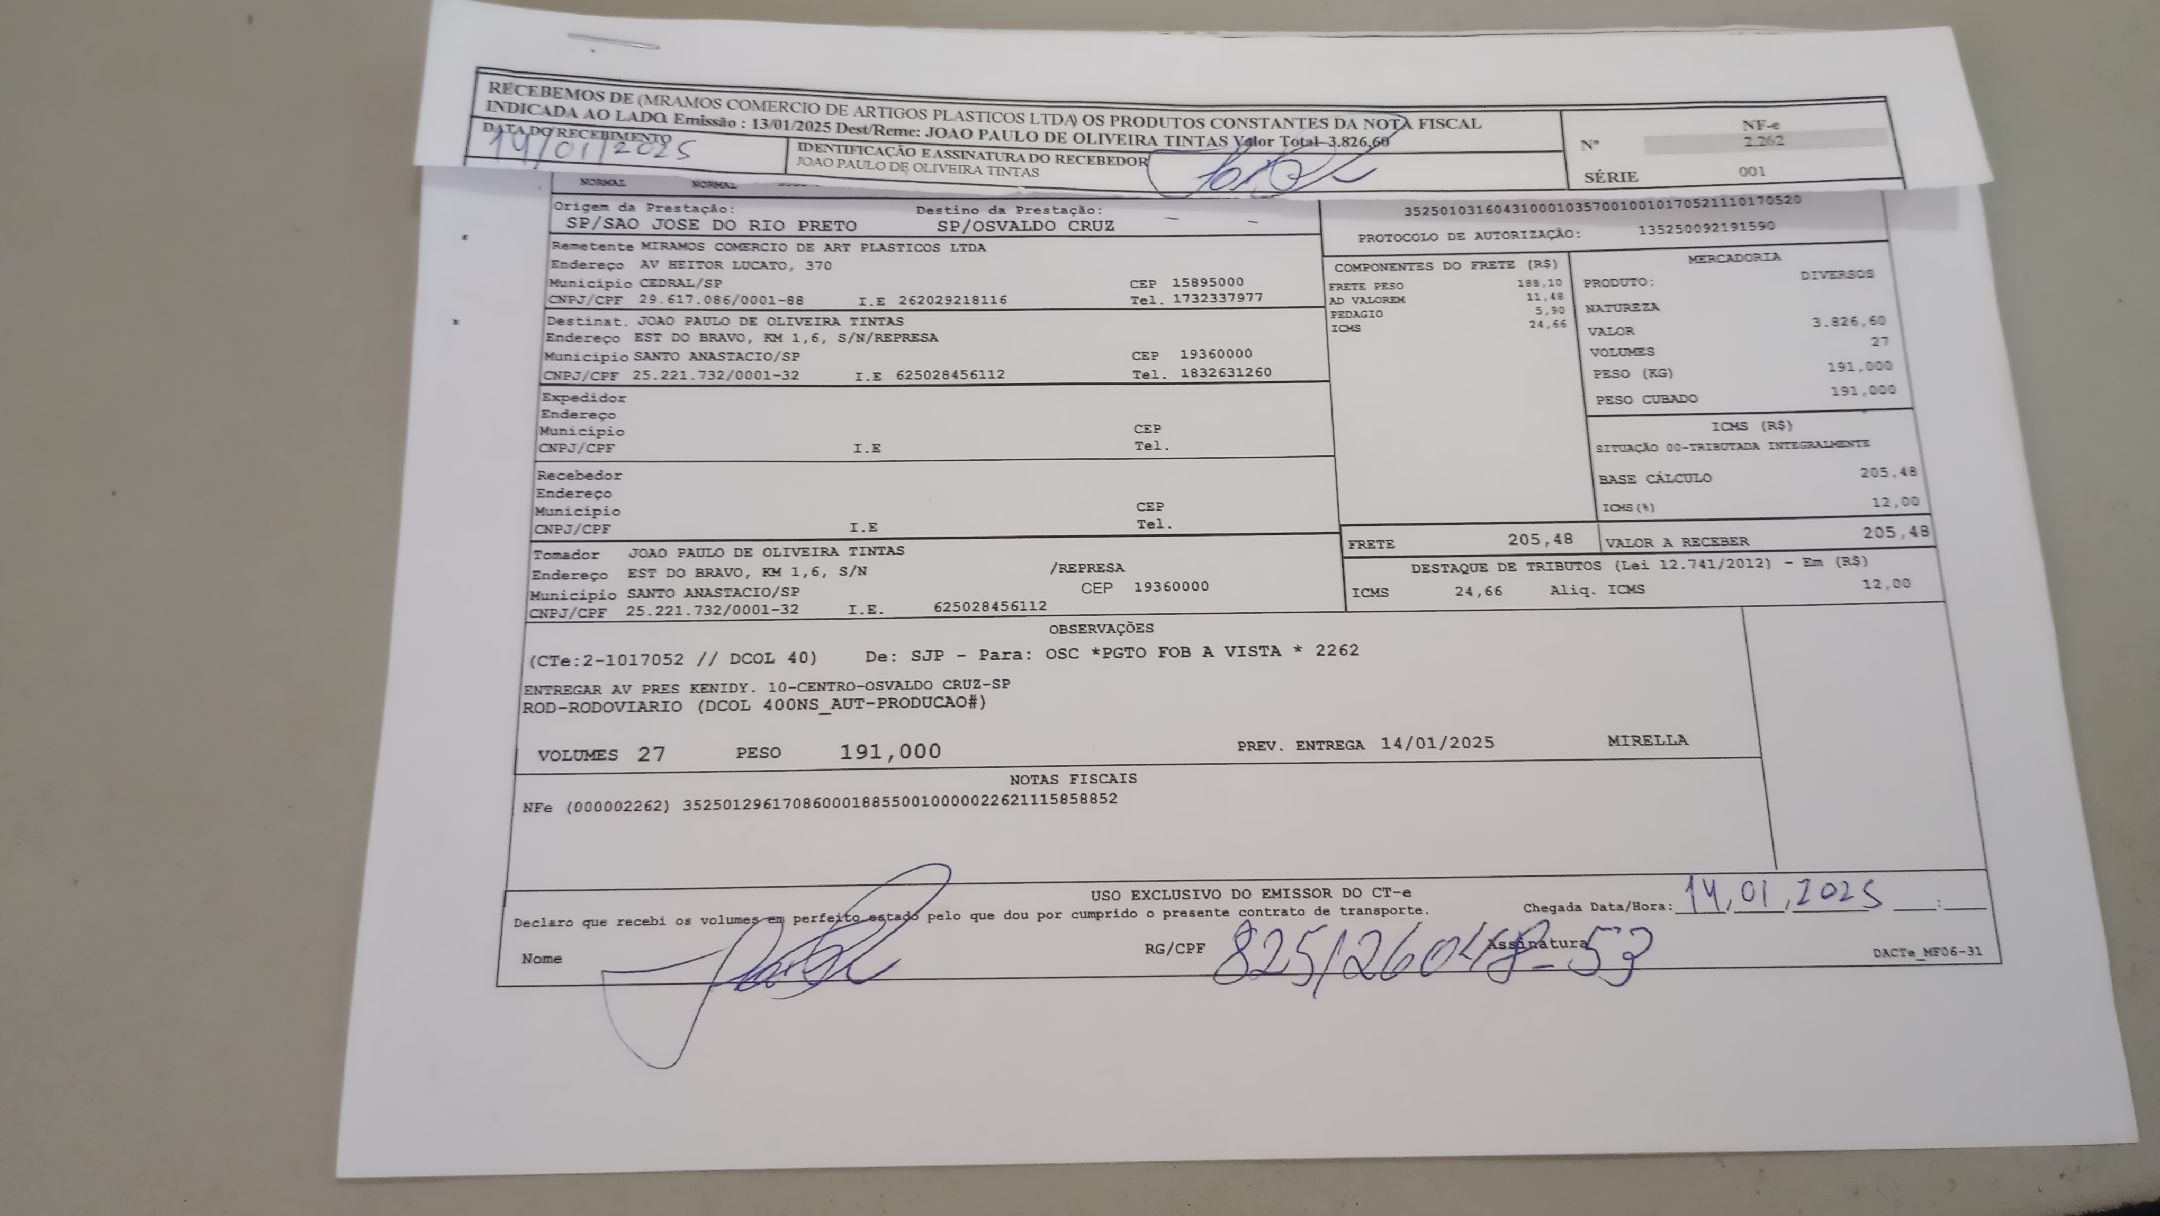 RECEBEMOS DE (MRAMOS COMERCIO DE ARTIGOS PLASTICOS LTDA) OS PRODUTOS CONSTANTES DA NOTA FISCAL
INDICADA AO LADO. Emissão : 13/01/2025 Dest/Reme: JOAO PAULO DE OLIVEIRA TINTAS Valor Total 3.826,60
DATA DO RECEBIMENTO
14/01/2025
IDENTIFICAÇÃO E ASSINATURA DO RECEBEDOR
JOAO PAULO DE OLIVEIRA TINTAS
NF-e
Nº 2.262
SÉRIE 001
NORMAL NORMAL
Origem da Prestação: Destino da Prestação:
SP/SAO JOSE DO RIO PRETO SP/OSVALDO CRUZ
35250103160431000103570010010170521110170520
PROTOCOLO DE AUTORIZAÇÃO: 135250092191590
Remetente MIRAMOS COMERCIO DE ART PLASTICOS LTDA
Endereço AV HEITOR LUCATO, 370
Município CEDRAL/SP CEP 15895000
CNPJ/CPF 29.617.086/0001-88 I.E 262029218116 Tel. 1732337977
Destinat. JOAO PAULO DE OLIVEIRA TINTAS
Endereço EST DO BRAVO, KM 1,6, S/N/REPRESA
Município SANTO ANASTACIO/SP CEP 19360000
CNPJ/CPF 25.221.732/0001-32 I.E 625028456112 Tel. 1832631260
Expedidor
Endereço
Município CEP
CNPJ/CPF I.E Tel.
Recebedor
Endereço
Município CEP
CNPJ/CPF I.E Tel.
Tomador JOAO PAULO DE OLIVEIRA TINTAS
Endereço EST DO BRAVO, KM 1,6, S/N /REPRESA
Município SANTO ANASTACIO/SP CEP 19360000
CNPJ/CPF 25.221.732/0001-32 I.E. 625028456112
COMPONENTES DO FRETE (R$)
FRETE PESO 188,10
AD VALOREM 11,48
PEDAGIO 5,90
ICMS 24,66
MERCADORIA
PRODUTO: DIVERSOS
NATUREZA
VALOR 3.826,60
VOLUMES 27
PESO (KG) 191,000
PESO CUBADO 191,000
ICMS (R$)
SITUAÇÃO 00-TRIBUTADA INTEGRALMENTE
BASE CÁLCULO 205,48
ICMS(%) 12,00
FRETE 205,48 VALOR A RECEBER 205,48
DESTAQUE DE TRIBUTOS (Lei 12.741/2012) - Em (R$)
ICMS 24,66 Aliq. ICMS 12,00
OBSERVAÇÕES
(CTe:2-1017052 // DCOL 40) De: SJP - Para: OSC *PGTO FOB A VISTA * 2262
ENTREGAR AV PRES KENIDY. 10-CENTRO-OSVALDO CRUZ-SP
ROD-RODOVIARIO (DCOL 400NS_AUT-PRODUCAO#)
VOLUMES 27 PESO 191,000 PREV. ENTREGA 14/01/2025 MIRELLA
NOTAS FISCAIS
NFe (000002262) 35250129617086000188550010000022621115858852
USO EXCLUSIVO DO EMISSOR DO CT-e
Declaro que recebi os volumes em perfeito estado pelo que dou por cumprido o presente contrato de transporte.
Chegada Data/Hora: 14,01,2025 :
Nome RG/CPF 825126048-53 Assinatura
DACTe_MF06-31